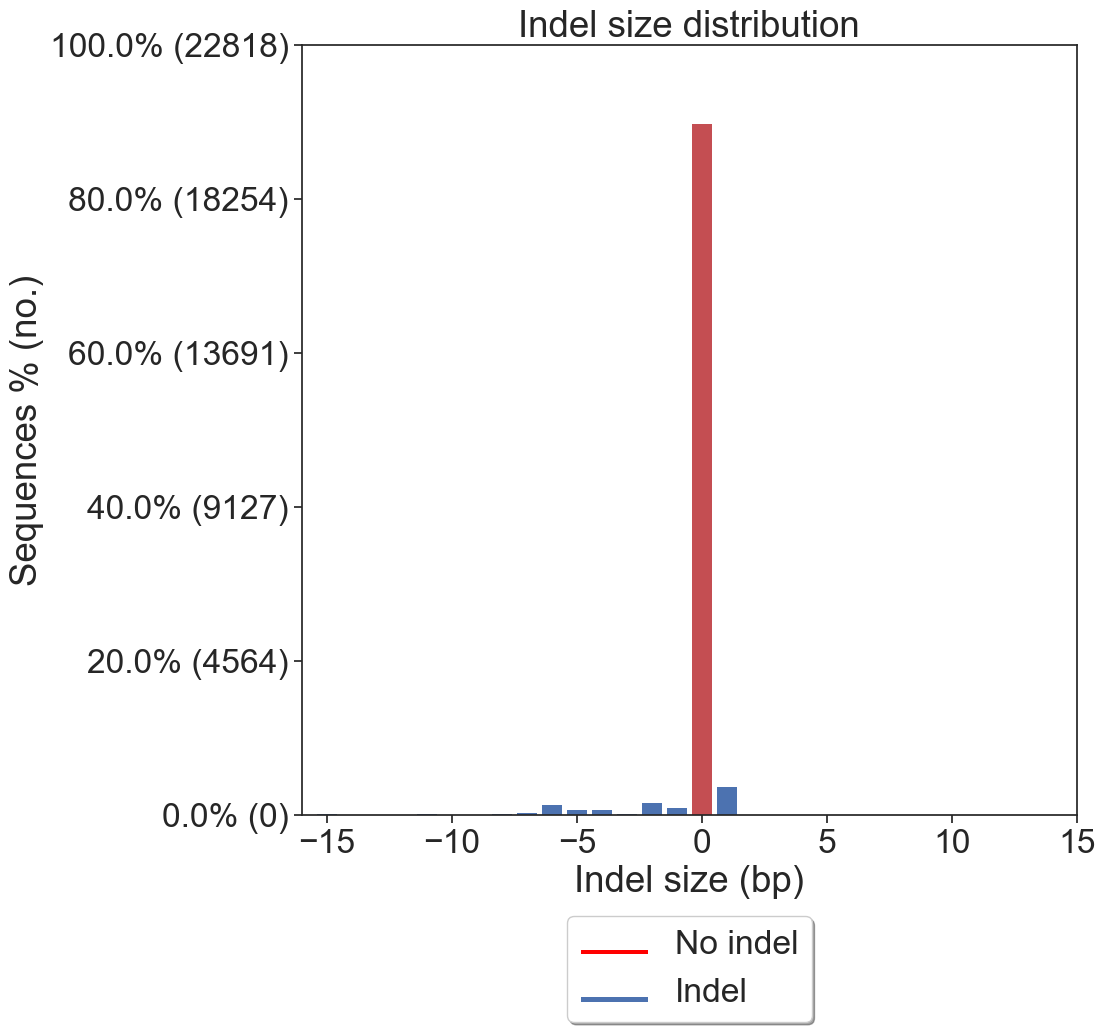 Indel size distribution
100.0% (22818)
80.0% (18254)
60.0% (13691)
40.0% (9127)
20.0% (4564)
0.0% (0)
Sequences % (no.)
−15 −10 −5 0 5 10 15
Indel size (bp)
No indel
Indel